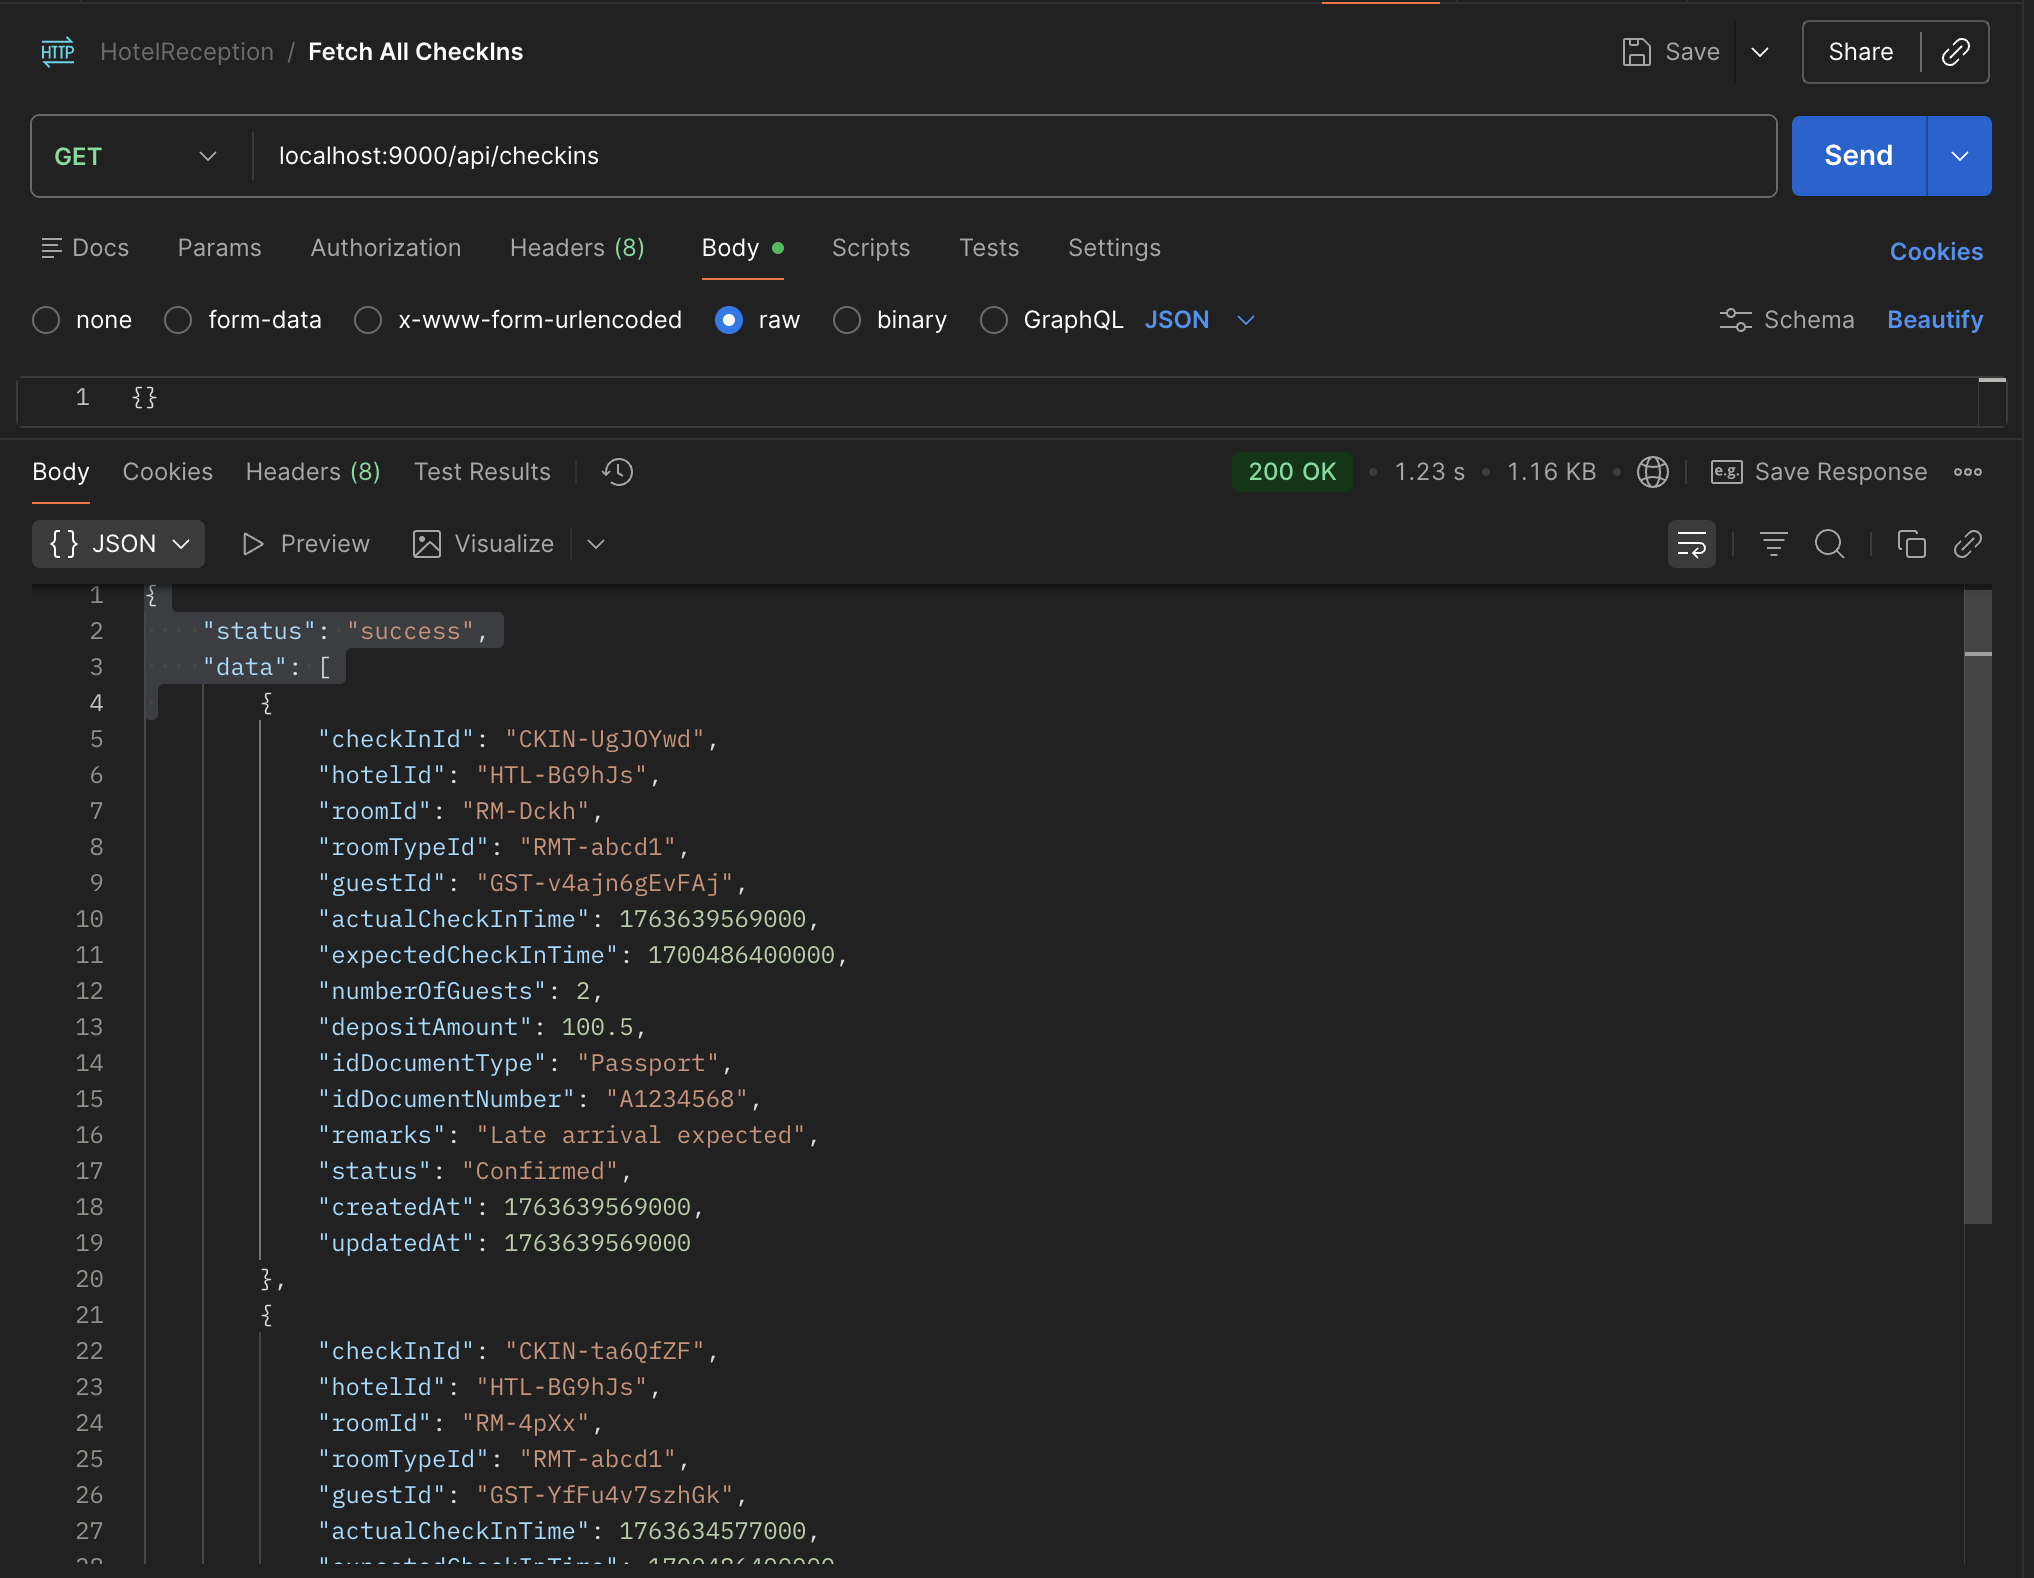 HTTP HotelReception / Fetch All CheckIns Save Share
GET localhost:9000/api/checkins Send
Docs Params Authorization Headers (8) Body Scripts Tests Settings Cookies
none form-data x-www-form-urlencoded raw binary GraphQL JSON Schema Beautify
1 {}
Body Cookies Headers (8) Test Results 200 OK • 1.23 s • 1.16 KB • e.g. Save Response
{} JSON Preview Visualize
1 {
2 "status": "success",
3 "data": [
4 {
5 "checkInId": "CKIN-UgJOYwd",
6 "hotelId": "HTL-BG9hJs",
7 "roomId": "RM-Dckh",
8 "roomTypeId": "RMT-abcd1",
9 "guestId": "GST-v4ajn6gEvFAj",
10 "actualCheckInTime": 1763639569000,
11 "expectedCheckInTime": 1700486400000,
12 "numberOfGuests": 2,
13 "depositAmount": 100.5,
14 "idDocumentType": "Passport",
15 "idDocumentNumber": "A1234568",
16 "remarks": "Late arrival expected",
17 "status": "Confirmed",
18 "createdAt": 1763639569000,
19 "updatedAt": 1763639569000
20 },
21 {
22 "checkInId": "CKIN-ta6QfZF",
23 "hotelId": "HTL-BG9hJs",
24 "roomId": "RM-4pXx",
25 "roomTypeId": "RMT-abcd1",
26 "guestId": "GST-YfFu4v7szhGk",
27 "actualCheckInTime": 1763634577000,
28 "expectedCheckInTime": 1700486400000